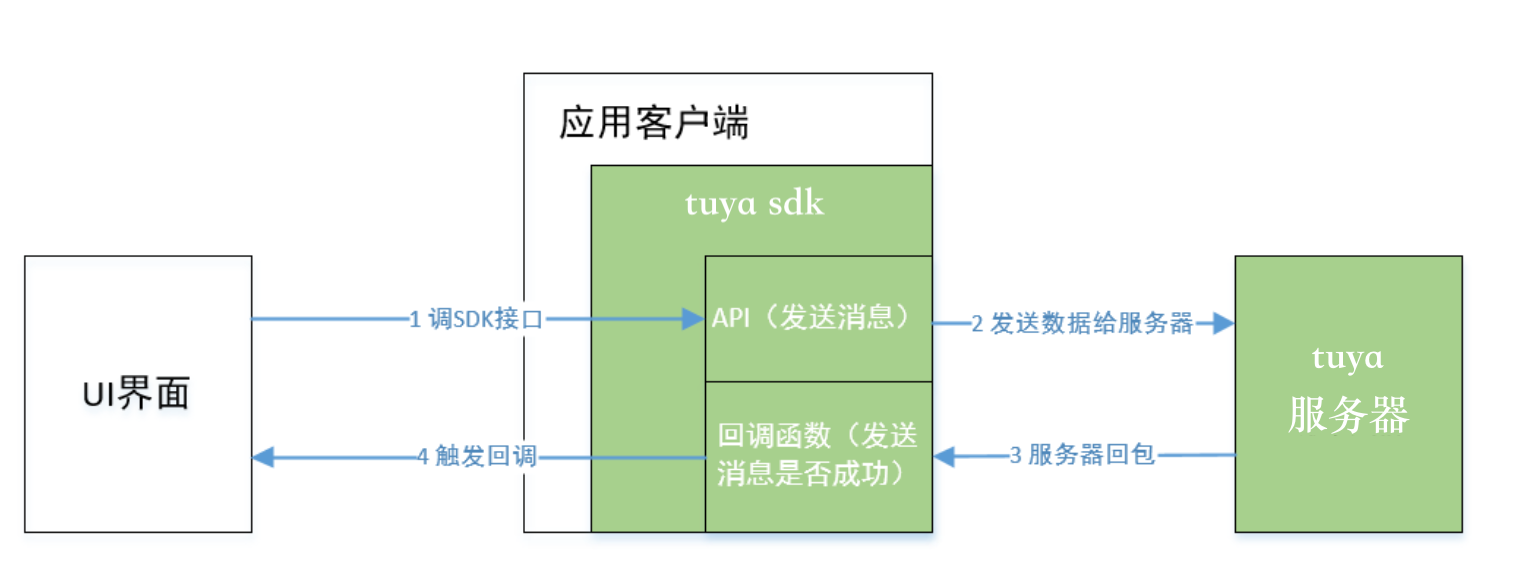 应用客户端
tuya sdk
1 调SDK接口
API（发送消息）
2 发送数据给服务器
UI界面
tuya
服务器
4 触发回调
回调函数（发送
消息是否成功）
3 服务器回包